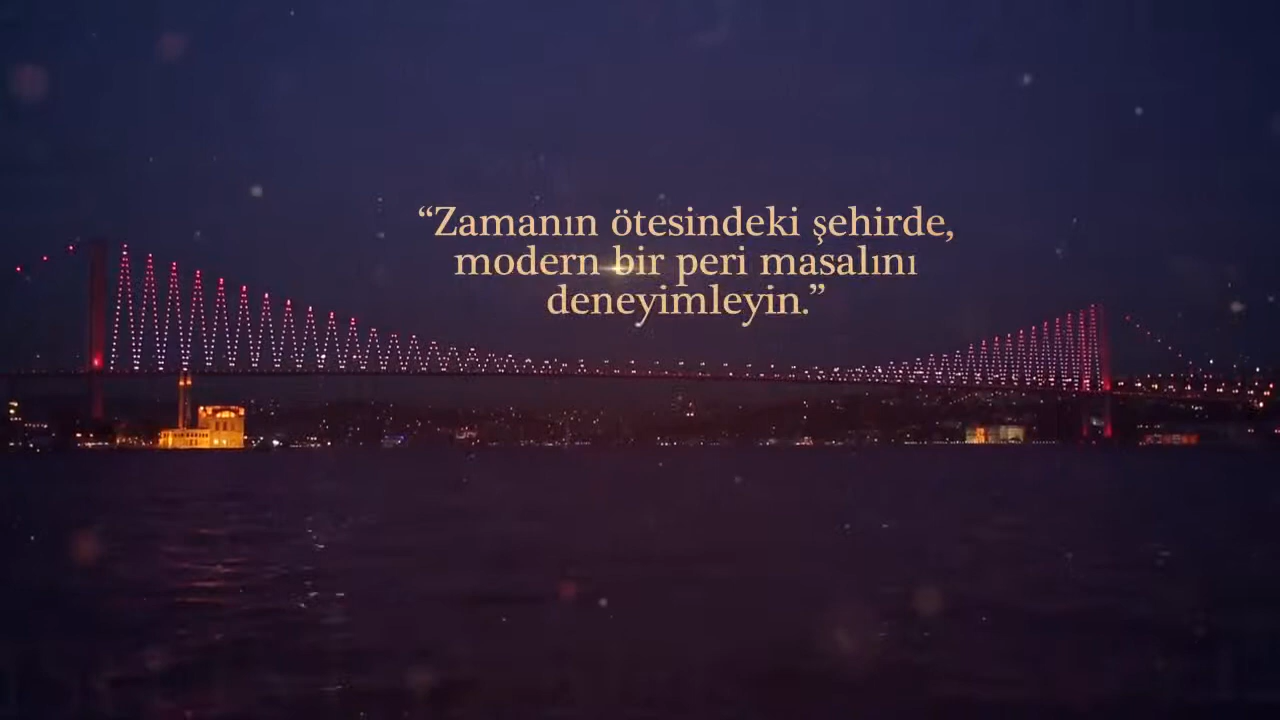 “Zamanın ötesindeki şehirde,
modern bir peri masalını
deneyimleyin.”